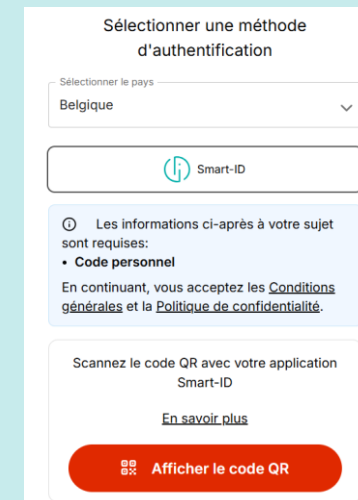 Sélectionner une méthode
d'authentification
Sélectionner le pays
Belgique
Smart-ID
Les informations ci-après à votre sujet
sont requises:
• Code personnel
En continuant, vous acceptez les Conditions
générales et la Politique de confidentialité.
Scannez le code QR avec votre application
Smart-ID
En savoir plus
Afficher le code QR